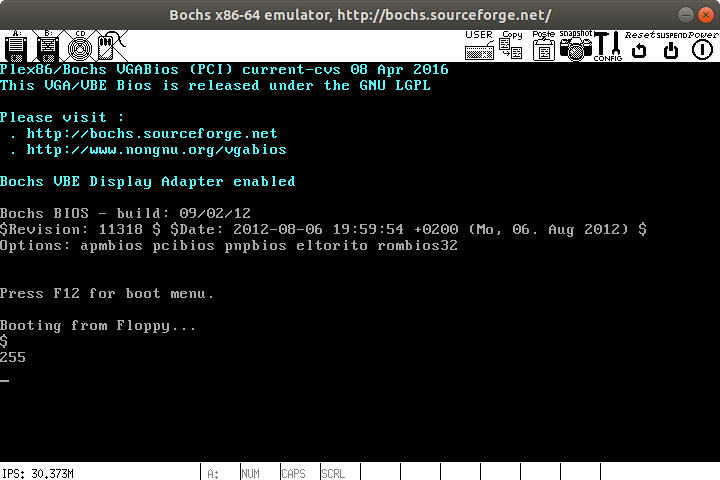 Bochs x86-64 emulator, http://bochs.sourceforge.net/
A: B: CD USER Copy Paste Snapshot CONFIG Reset SUSPEND Power
Plex86/Bochs VGABios (PCI) current-cvs 08 Apr 2016
This VGA/VBE Bios is released under the GNU LGPL
Please visit :
. http://bochs.sourceforge.net
. http://www.nongnu.org/vgabios
Bochs VBE Display Adapter enabled
Bochs BIOS - build: 09/02/12
$Revision: 11318 $ $Date: 2012-08-06 19:59:54 +0200 (Mo, 06. Aug 2012) $
Options: apmbios pcibios pnpbios eltorito rombios32
Press F12 for boot menu.
Booting from Floppy...
$
255
_
IPS: 30.373M A: NUM CAPS SCRL